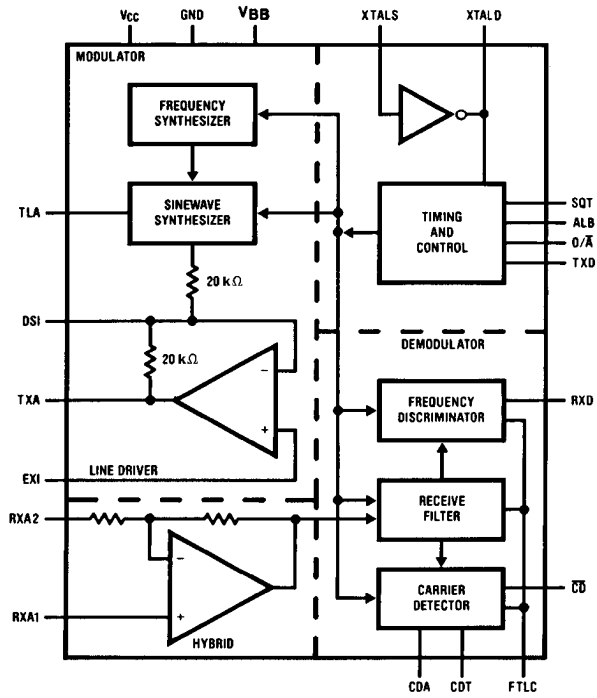 VCC GND VBB XTALS XTALD
MODULATOR
FREQUENCY
SYNTHESIZER
SINEWAVE
SYNTHESIZER
TLA
TIMING
AND
CONTROL
SQT
ALB
O/A̅
TXD
20 kΩ
DSI
20 kΩ
TXA
−
+
EXI
LINE DRIVER
DEMODULATOR
FREQUENCY
DISCRIMINATOR
RXD
RECEIVE
FILTER
RXA2
−
+
RXA1
HYBRID
CARRIER
DETECTOR
C̅D̅
CDA CDT FTLC